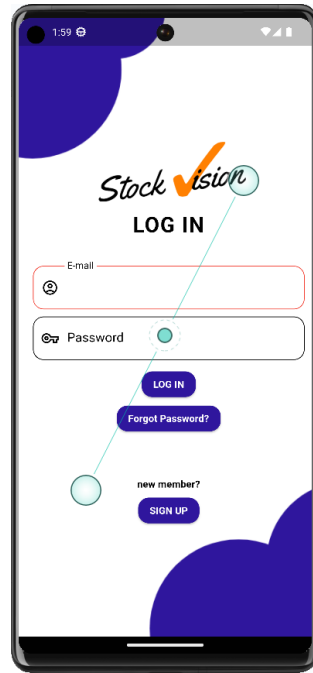 1:59
Stock Vision
LOG IN
E-mail
Password
LOG IN
Forgot Password?
new member?
SIGN UP